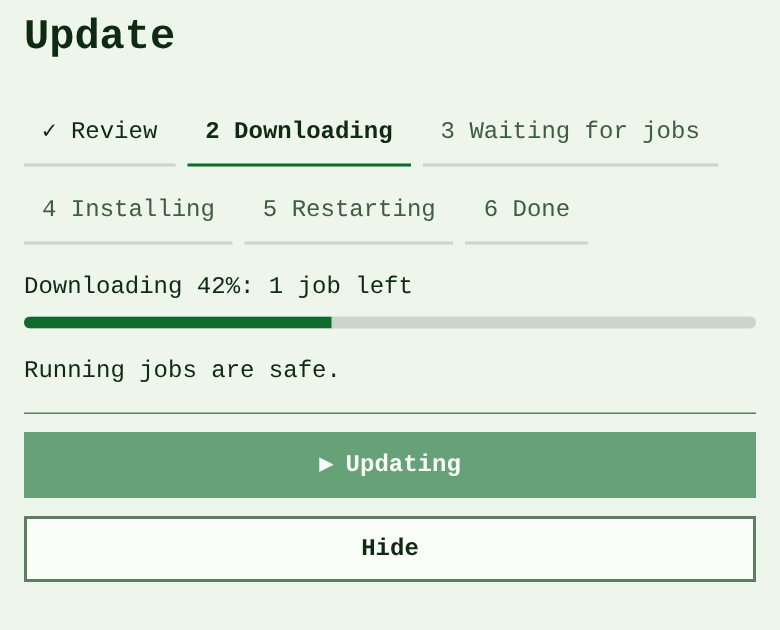 Update
✓ Review 2 Downloading 3 Waiting for jobs
4 Installing 5 Restarting 6 Done
Downloading 42%: 1 job left
Running jobs are safe.
▶ Updating
Hide